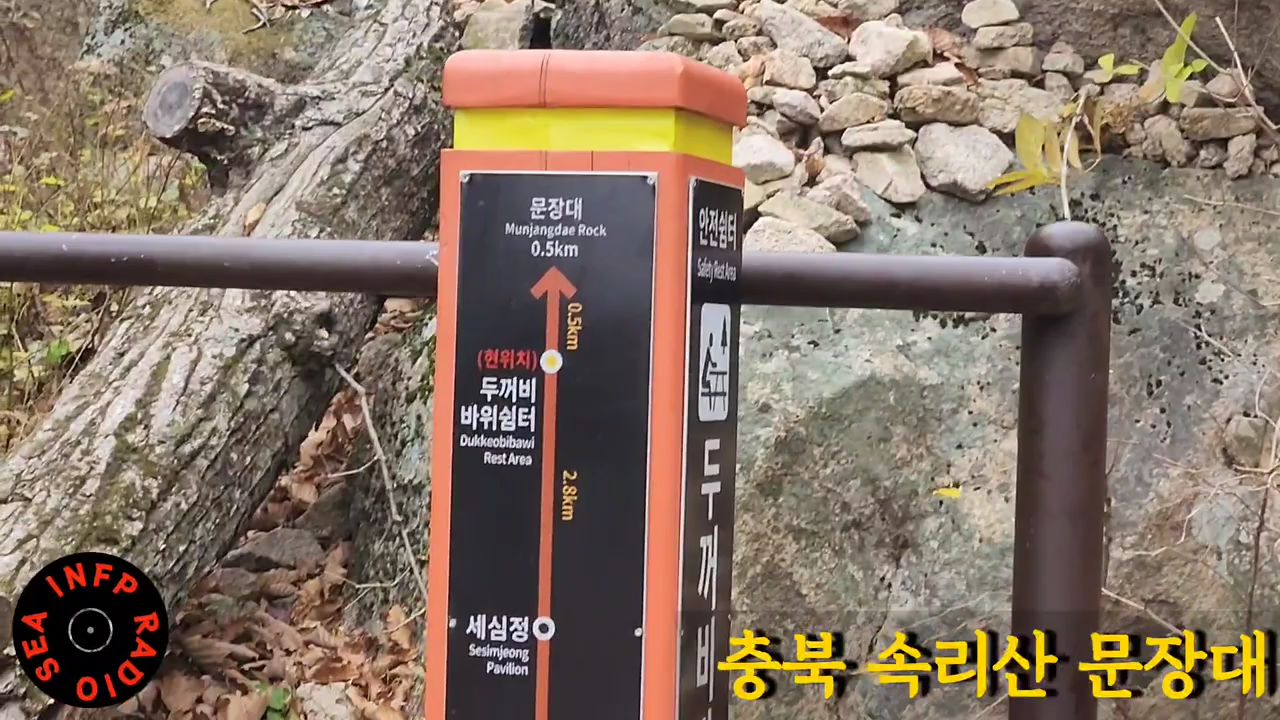 문장대
Munjangdae Rock
0.5km
0.5km
(현위치)
두꺼비
바위쉼터
Dukkeobibawi
Rest Area
2.8km
세심정
Sesimjeong
Pavilion
안전쉼터
Safety Rest Area
두꺼비
SEA INFP RADIO
충북 속리산 문장대